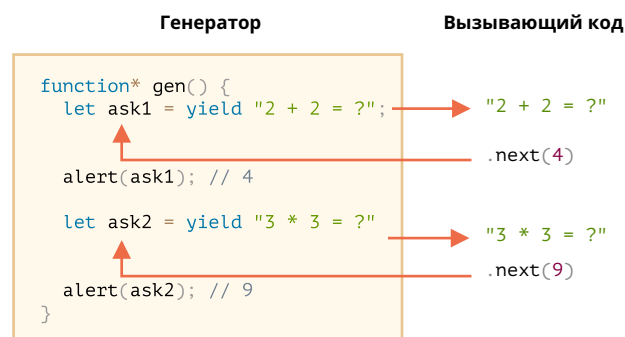 Генератор
Вызывающий код
function* gen() {
let ask1 = yield "2 + 2 = ?";
"2 + 2 = ?"
.next(4)
alert(ask1); // 4
let ask2 = yield "3 * 3 = ?"
"3 * 3 = ?"
.next(9)
alert(ask2); // 9
}